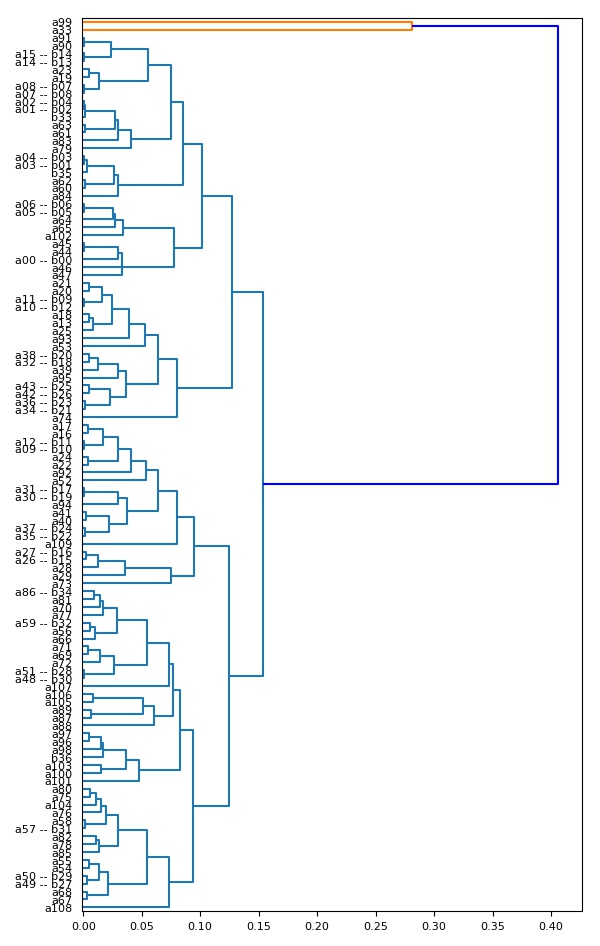 a99
a33
a91
a90
a15 -- b14
a14 -- b13
a23
a19
a08 -- b07
a07 -- b08
a02 -- b04
a01 -- b02
b33
a63
a61
a83
a79
a04 -- b03
a03 -- b01
b35
a62
a60
a84
a06 -- b06
a05 -- b05
a64
a65
a102
a45
a44
a00 -- b00
a46
a47
a21
a20
a11 -- b09
a10 -- b12
a18
a13
a25
a93
a53
a38 -- b20
a32 -- b18
a39
a95
a43 -- b25
a42 -- b26
a36 -- b23
a34 -- b21
a74
a17
a16
a12 -- b11
a09 -- b10
a24
a22
a92
a52
a31 -- b17
a30 -- b19
a94
a41
a40
a37 -- b24
a35 -- b22
a109
a27 -- b16
a26 -- b15
a28
a29
a73
a86 -- b34
a81
a70
a77
a59 -- b32
a56
a66
a71
a69
a72
a51 -- b28
a48 -- b30
a107
a106
a105
a89
a87
a88
a97
a96
a98
b36
a103
a100
a101
a80
a75
a104
a76
a58
a57 -- b31
a82
a78
a85
a55
a54
a50 -- b29
a49 -- b27
a68
a67
a108
0.00 0.05 0.10 0.15 0.20 0.25 0.30 0.35 0.40